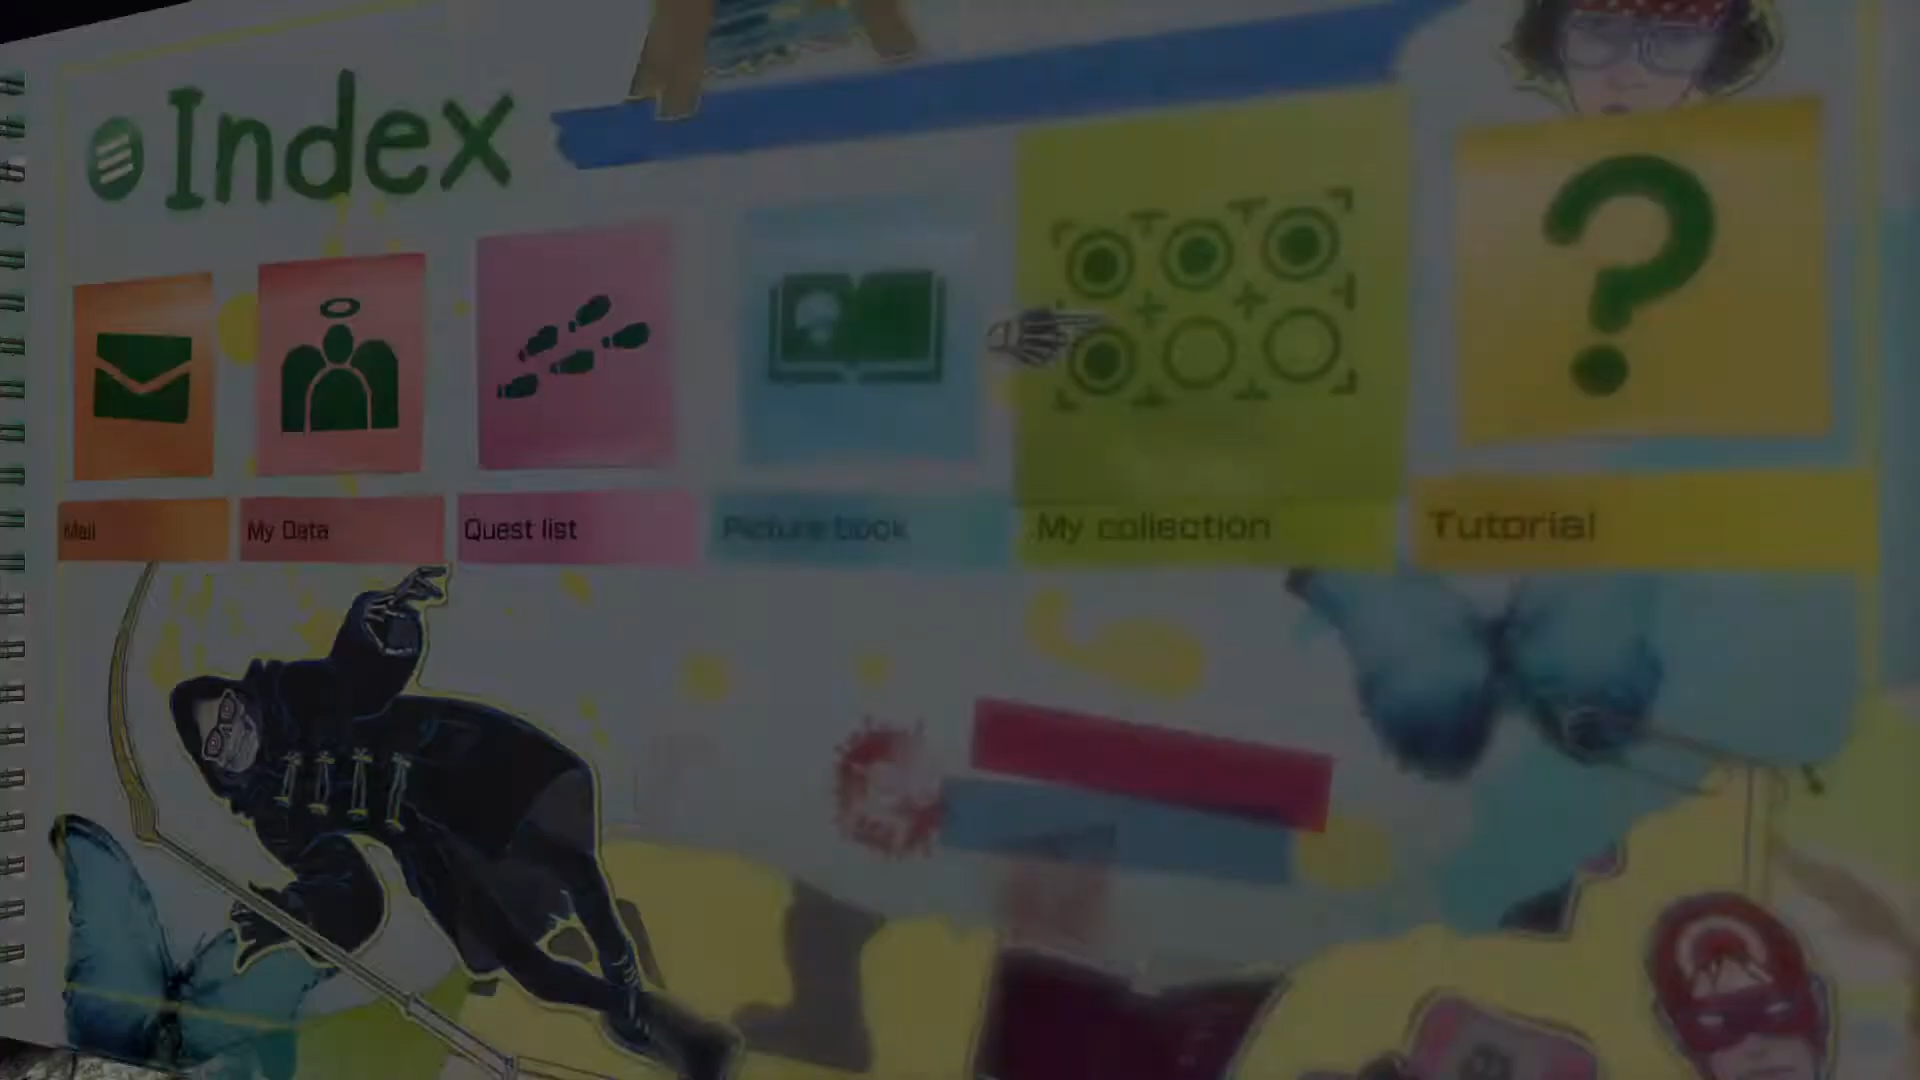 Index
Mail
My Data
Quest list
Picture book
My collection
Tutorial